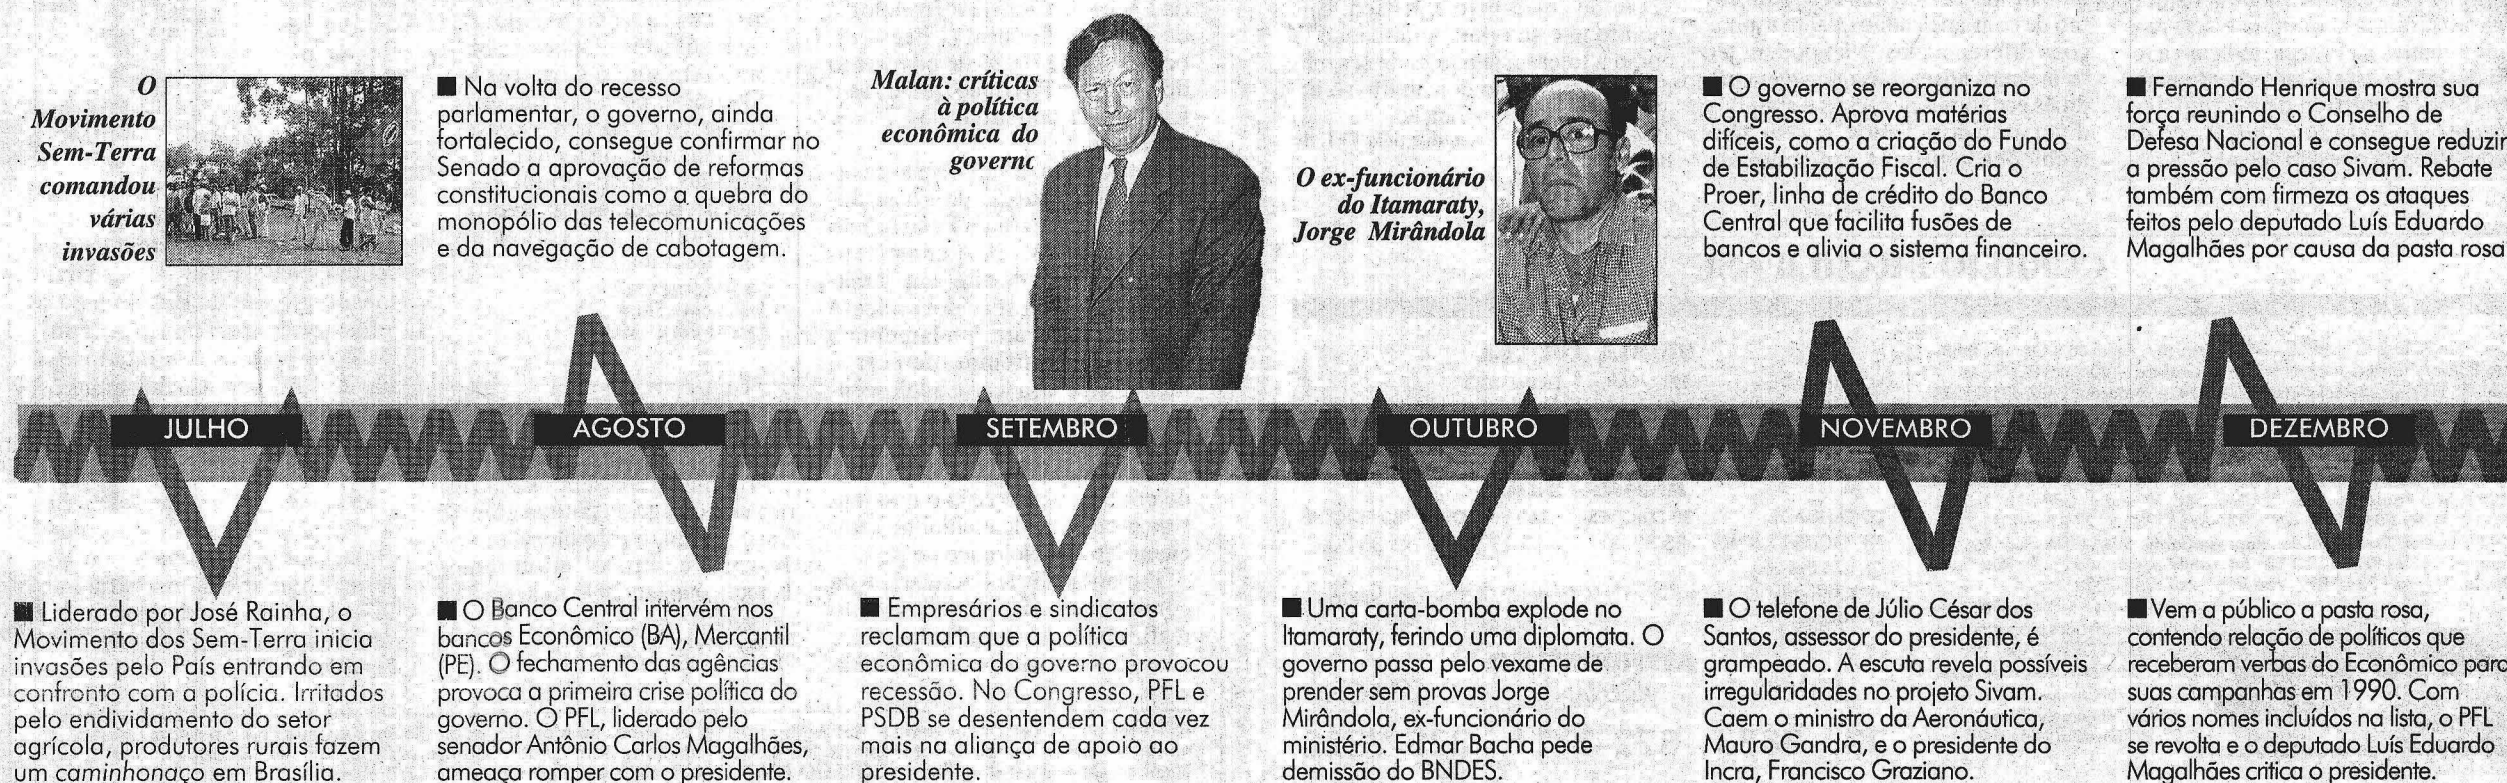 O
Movimento
Sem-Terra
comandou
várias
invasões
■ Na volta do recesso
parlamentar, o governo, ainda
fortalecido, consegue confirmar no
Senado a aprovação de reformas
constitucionais como a quebra do
monopólio das telecomunicações
e da navegação de cabotagem.
Malan: críticas
à política
econômica do
governo
O ex-funcionário
do Itamaraty,
Jorge Mirândola
■ O governo se reorganiza no
Congresso. Aprova matérias
difíceis, como a criação do Fundo
de Estabilização Fiscal. Cria o
Proer, linha de crédito do Banco
Central que facilita fusões de
bancos e alivia o sistema financeiro.
■ Fernando Henrique mostra sua
força reunindo o Conselho de
Defesa Nacional e consegue reduzir
a pressão pelo caso Sivam. Rebate
também com firmeza os ataques
feitos pelo deputado Luís Eduardo
Magalhães por causa da pasta rosa
JULHO
AGOSTO
SETEMBRO
OUTUBRO
NOVEMBRO
DEZEMBRO
■ Liderado por José Rainha, o
Movimento dos Sem-Terra inicia
invasões pelo País entrando em
confronto com a polícia. Irritados
pelo endividamento do setor
agrícola, produtores rurais fazem
um caminhonaço em Brasília.
■ O Banco Central intervém nos
bancos Econômico (BA), Mercantil
(PE). O fechamento das agências
provoca a primeira crise política do
governo. O PFL, liderado pelo
senador Antônio Carlos Magalhães,
ameaça romper com o presidente.
■ Empresários e sindicatos
reclamam que a política
econômica do governo provocou
recessão. No Congresso, PFL e
PSDB se desentendem cada vez
mais na aliança de apoio ao
presidente.
■ Uma carta-bomba explode no
Itamaraty, ferindo uma diplomata. O
governo passa pelo vexame de
prender sem provas Jorge
Mirândola, ex-funcionário do
ministério. Edmar Bacha pede
demissão do BNDES.
■ O telefone de Júlio César dos
Santos, assessor do presidente, é
grampeado. A escuta revela possíveis
irregularidades no projeto Sivam.
Caem o ministro da Aeronáutica,
Mauro Gandra, e o presidente do
Incra, Francisco Graziano.
■ Vem a público a pasta rosa,
contendo relação de políticos que
receberam verbas do Econômico para
suas campanhas em 1990. Com
vários nomes incluídos na lista, o PFL
se revolta e o deputado Luís Eduardo
Magalhães critica o presidente.